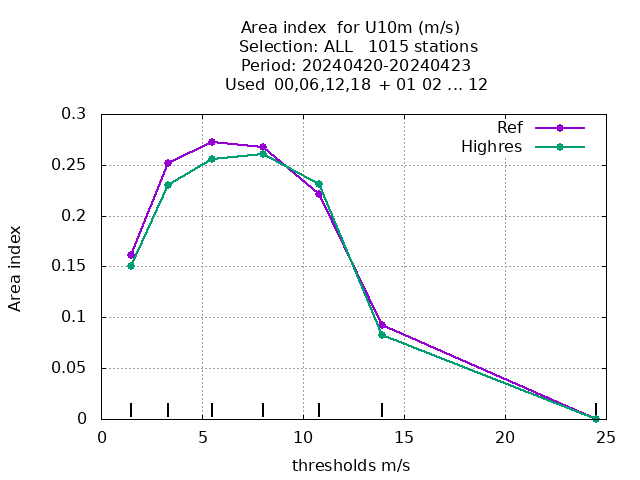 Area index  for U10m (m/s)
Selection: ALL   1015 stations
Period: 20240420-20240423
Used  00,06,12,18 + 01 02 ... 12
Ref
Highres
0.3
0.25
0.2
0.15
0.1
0.05
0
Area index
0 5 10 15 20 25
thresholds m/s